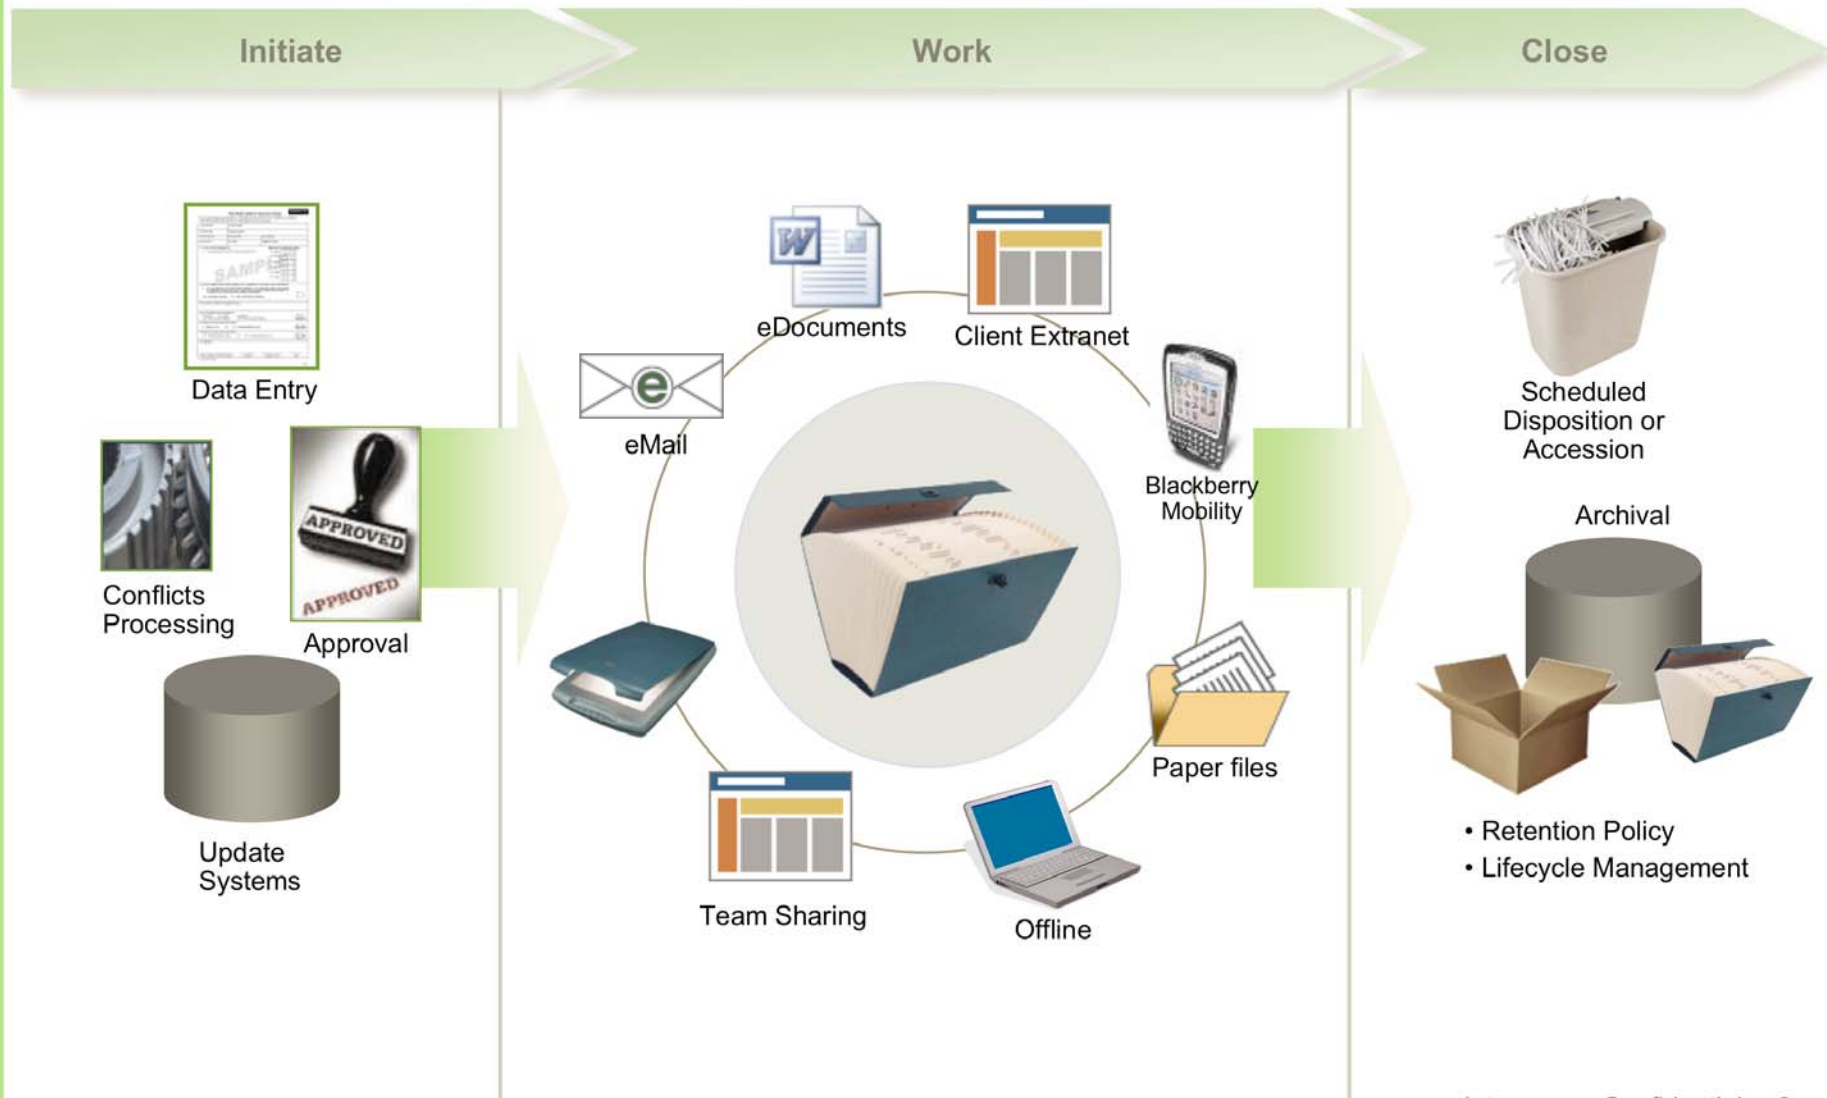 Initiate
Work
Close
SAMPLE
Data Entry
Conflicts
Processing
APPROVED
APPROVED
Approval
Update
Systems
W
eDocuments
Client Extranet
e
eMail
Blackberry
Mobility
Paper files
Team Sharing
Offline
Scheduled
Disposition or
Accession
Archival
• Retention Policy
• Lifecycle Management